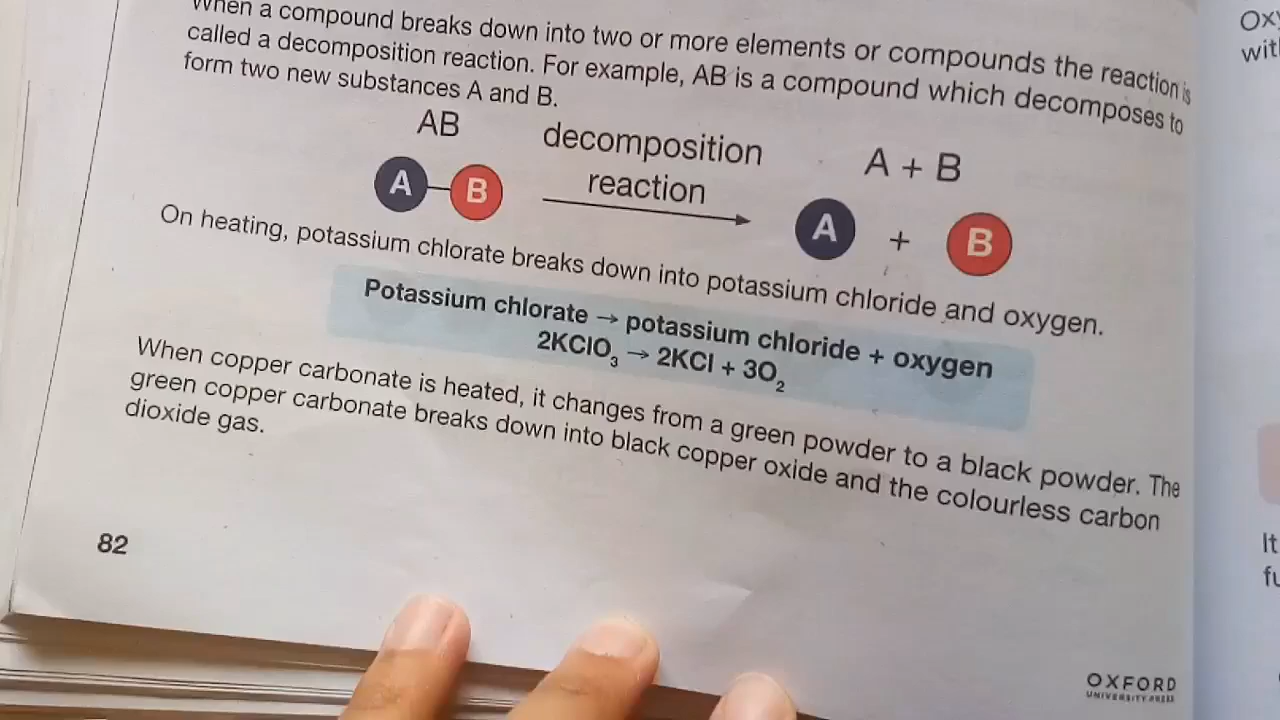 When a compound breaks down into two or more elements or compounds the reaction is
called a decomposition reaction. For example, AB is a compound which decomposes to
form two new substances A and B.
AB
decomposition
reaction
A + B
A B
A + B
On heating, potassium chlorate breaks down into potassium chloride and oxygen.
Potassium chlorate → potassium chloride + oxygen
2KClO₃ → 2KCl + 3O₂
When copper carbonate is heated, it changes from a green powder to a black powder. The
green copper carbonate breaks down into black copper oxide and the colourless carbon
dioxide gas.
82
OXFORD
UNIVERSITY PRESS
It